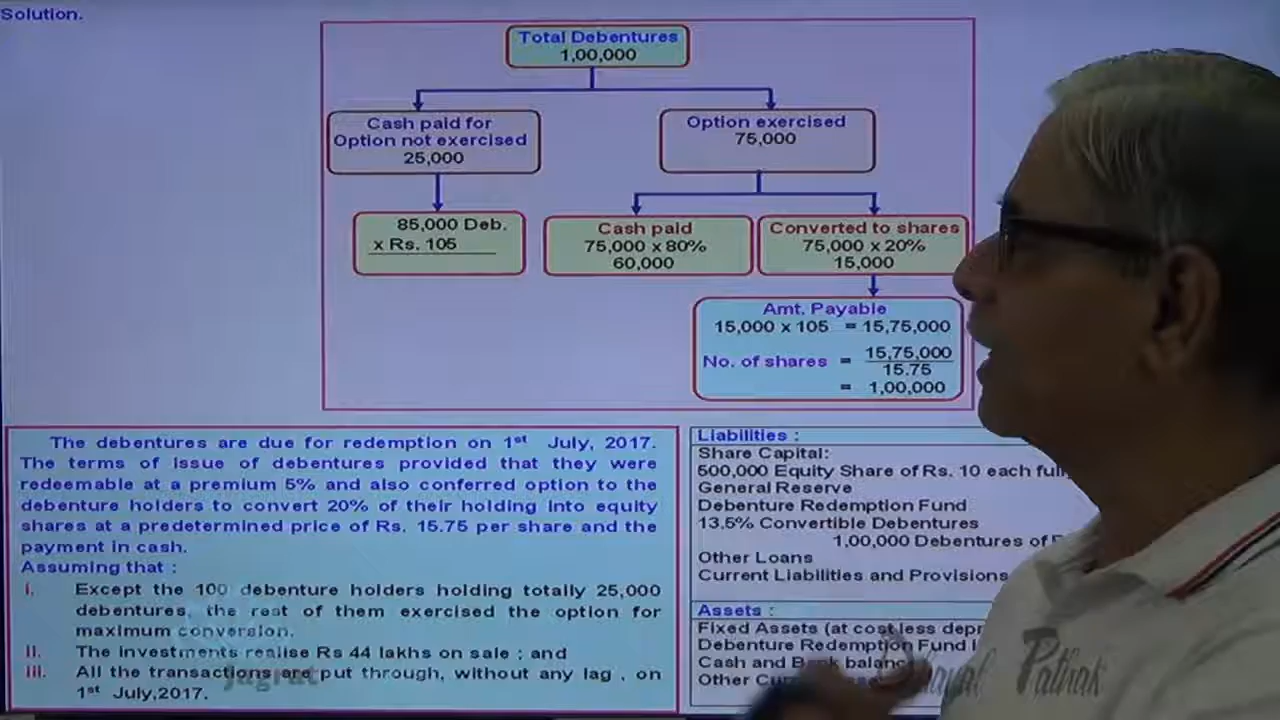 Solution.
Total Debentures
1,00,000
Cash paid for
Option not exercised
25,000
Option exercised
75,000
85,000 Deb.
x Rs. 105
Cash paid
75,000 x 80%
60,000
Converted to shares
75,000 x 20%
15,000
Amt. Payable
15,000 x 105 = 15,75,000
No. of shares = 15,75,000
15.75
= 1,00,000
The debentures are due for redemption on 1st July, 2017.
The terms of issue of debentures provided that they were
redeemable at a premium 5% and also conferred option to the
debenture holders to convert 20% of their holding into equity
shares at a predetermined price of Rs. 15.75 per share and the
payment in cash.
Assuming that :
I. Except the 100 debenture holders holding totally 25,000
debentures, the rest of them exercised the option for
maximum conversion.
II. The investments realise Rs 44 lakhs on sale ; and
III. All the transactions are put through, without any lag , on
1st July,2017.
Liabilities :
Share Capital:
500,000 Equity Share of Rs. 10 each
General Reserve
Debenture Redemption Fund
13.5% Convertible Debentures
1,00,000 Debentures of
Other Loans
Current Liabilities and Provisions
Assets :
Fixed Assets (at cost less
Debenture Redemption Fund
Cash and Bank
Other
Jagrut
Pathak